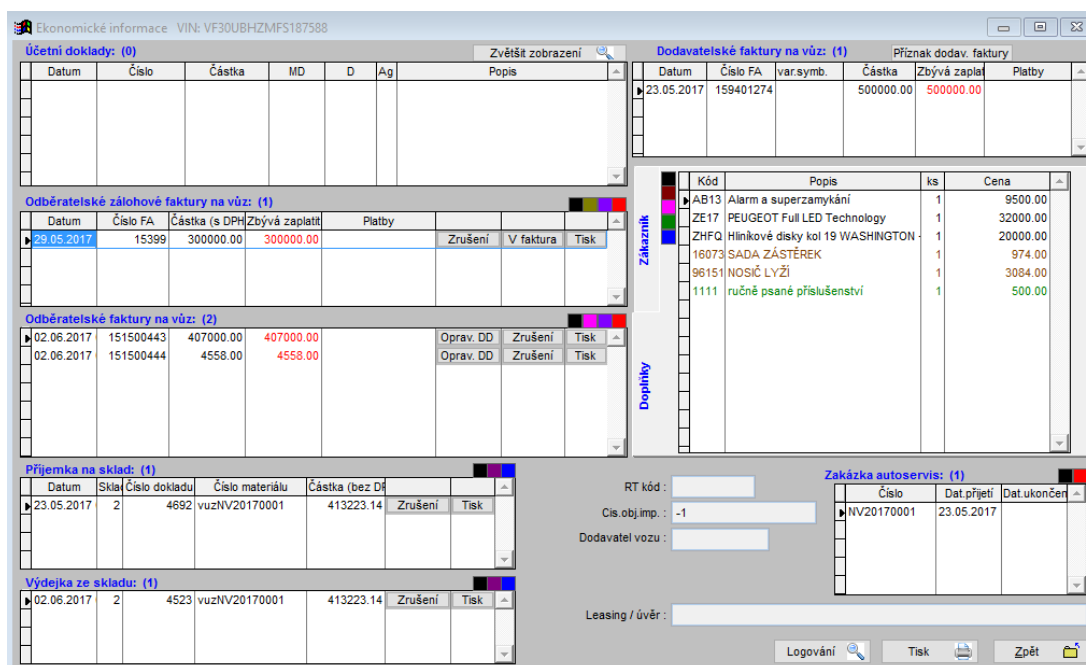 Ekonomické informace VIN: VF30UBHZMFS187588
Účetní doklady: (0)
Zvětšit zobrazení
Datum Číslo Částka MD D Ag Popis
Dodavatelské faktury na vůz: (1)
Příznak dodav. faktury
Datum Číslo FA var.symb. Částka Zbývá zaplat Platby
23.05.2017 159401274 500000.00 500000.00
Odběratelské zálohové faktury na vůz: (1)
Datum Číslo FA Částka (s DPH Zbývá zaplatit Platby
29.05.2017 15399 300000.00 300000.00 Zrušení V faktura Tisk
Odběratelské faktury na vůz: (2)
02.06.2017 151500443 407000.00 407000.00 Oprav. DD Zrušení Tisk
02.06.2017 151500444 4558.00 4558.00 Oprav. DD Zrušení Tisk
Zákazník
Doplňky
Kód Popis ks Cena
AB13 Alarm a superzamykání 1 9500.00
ZE17 PEUGEOT Full LED Technology 1 32000.00
ZHFQ Hliníkové disky kol 19 WASHINGTON - 1 20000.00
16073 SADA ZÁSTĚREK 1 974.00
96151 NOSIČ LYŽÍ 1 3084.00
1111 ručně psané příslušenství 1 500.00
Příjemka na sklad: (1)
Datum Sklad Číslo dokladu Číslo materiálu Částka (bez DP
23.05.2017 2 4692 vuzNV20170001 413223.14 Zrušení Tisk
Výdejka ze skladu: (1)
02.06.2017 2 4523 vuzNV20170001 413223.14 Zrušení Tisk
RT kód :
Cis.obj.imp. : -1
Dodavatel vozu :
Zakázka autoservis: (1)
Číslo Dat.přijetí Dat.ukončen
NV20170001 23.05.2017
Leasing / úvěr :
Logování Tisk Zpět